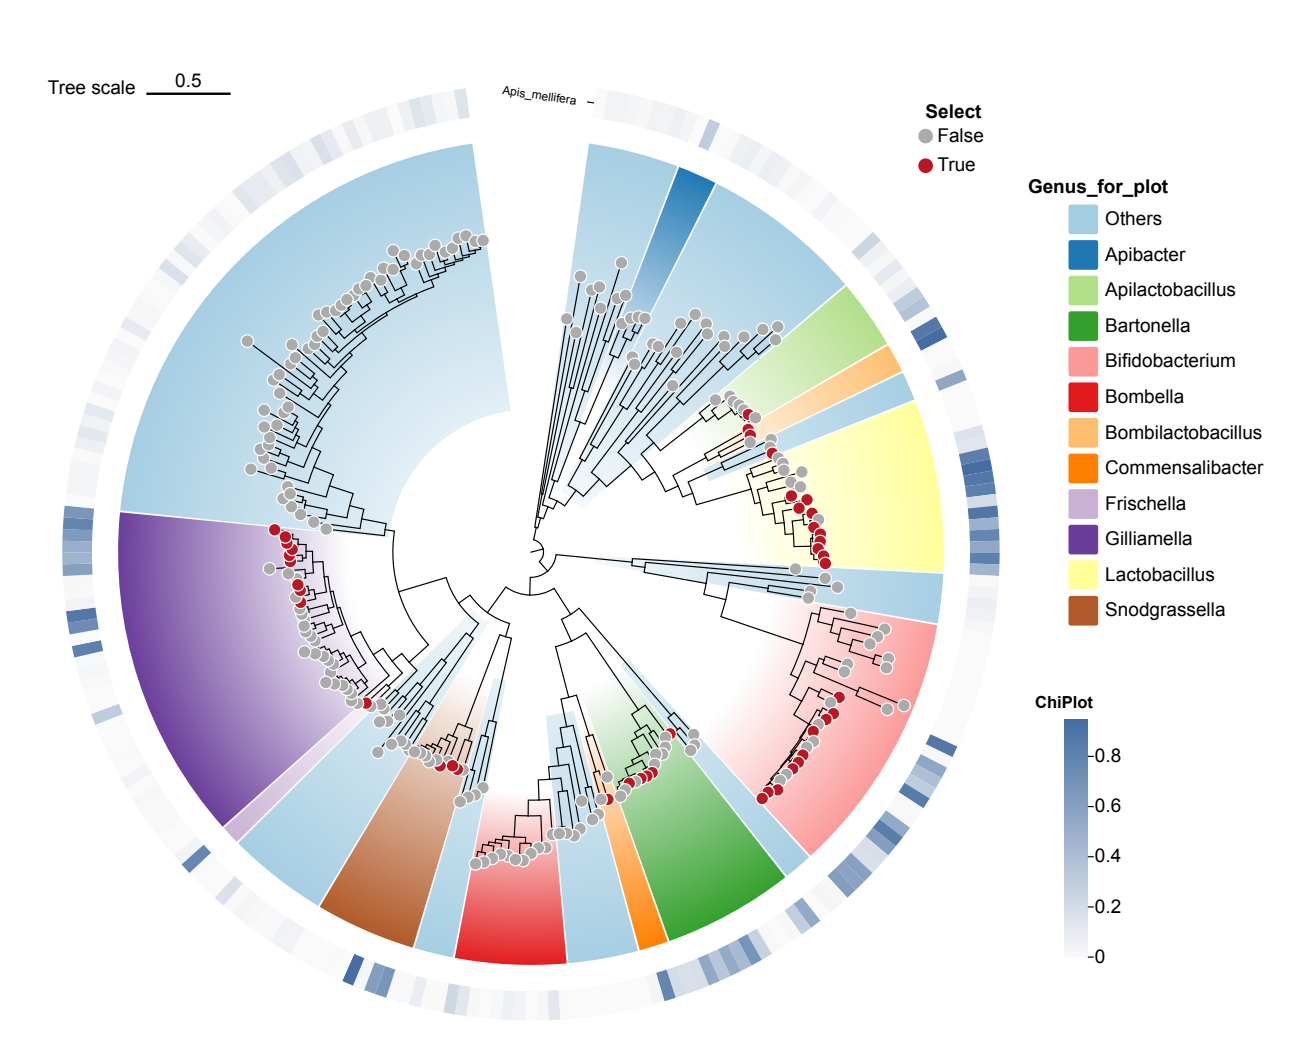 Tree scale
0.5
Apis_mellifera
Select
False
True
Genus_for_plot
Others
Apibacter
Apilactobacillus
Bartonella
Bifidobacterium
Bombella
Bombilactobacillus
Commensalibacter
Frischella
Gilliamella
Lactobacillus
Snodgrassella
ChiPlot
0.8
0.6
0.4
0.2
0